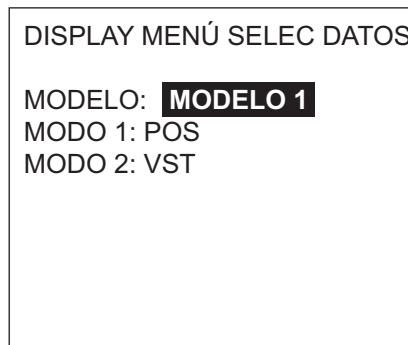 DISPLAY MENÚ SELEC DATOS
MODELO: MODELO 1
MODO 1: POS
MODO 2: VST